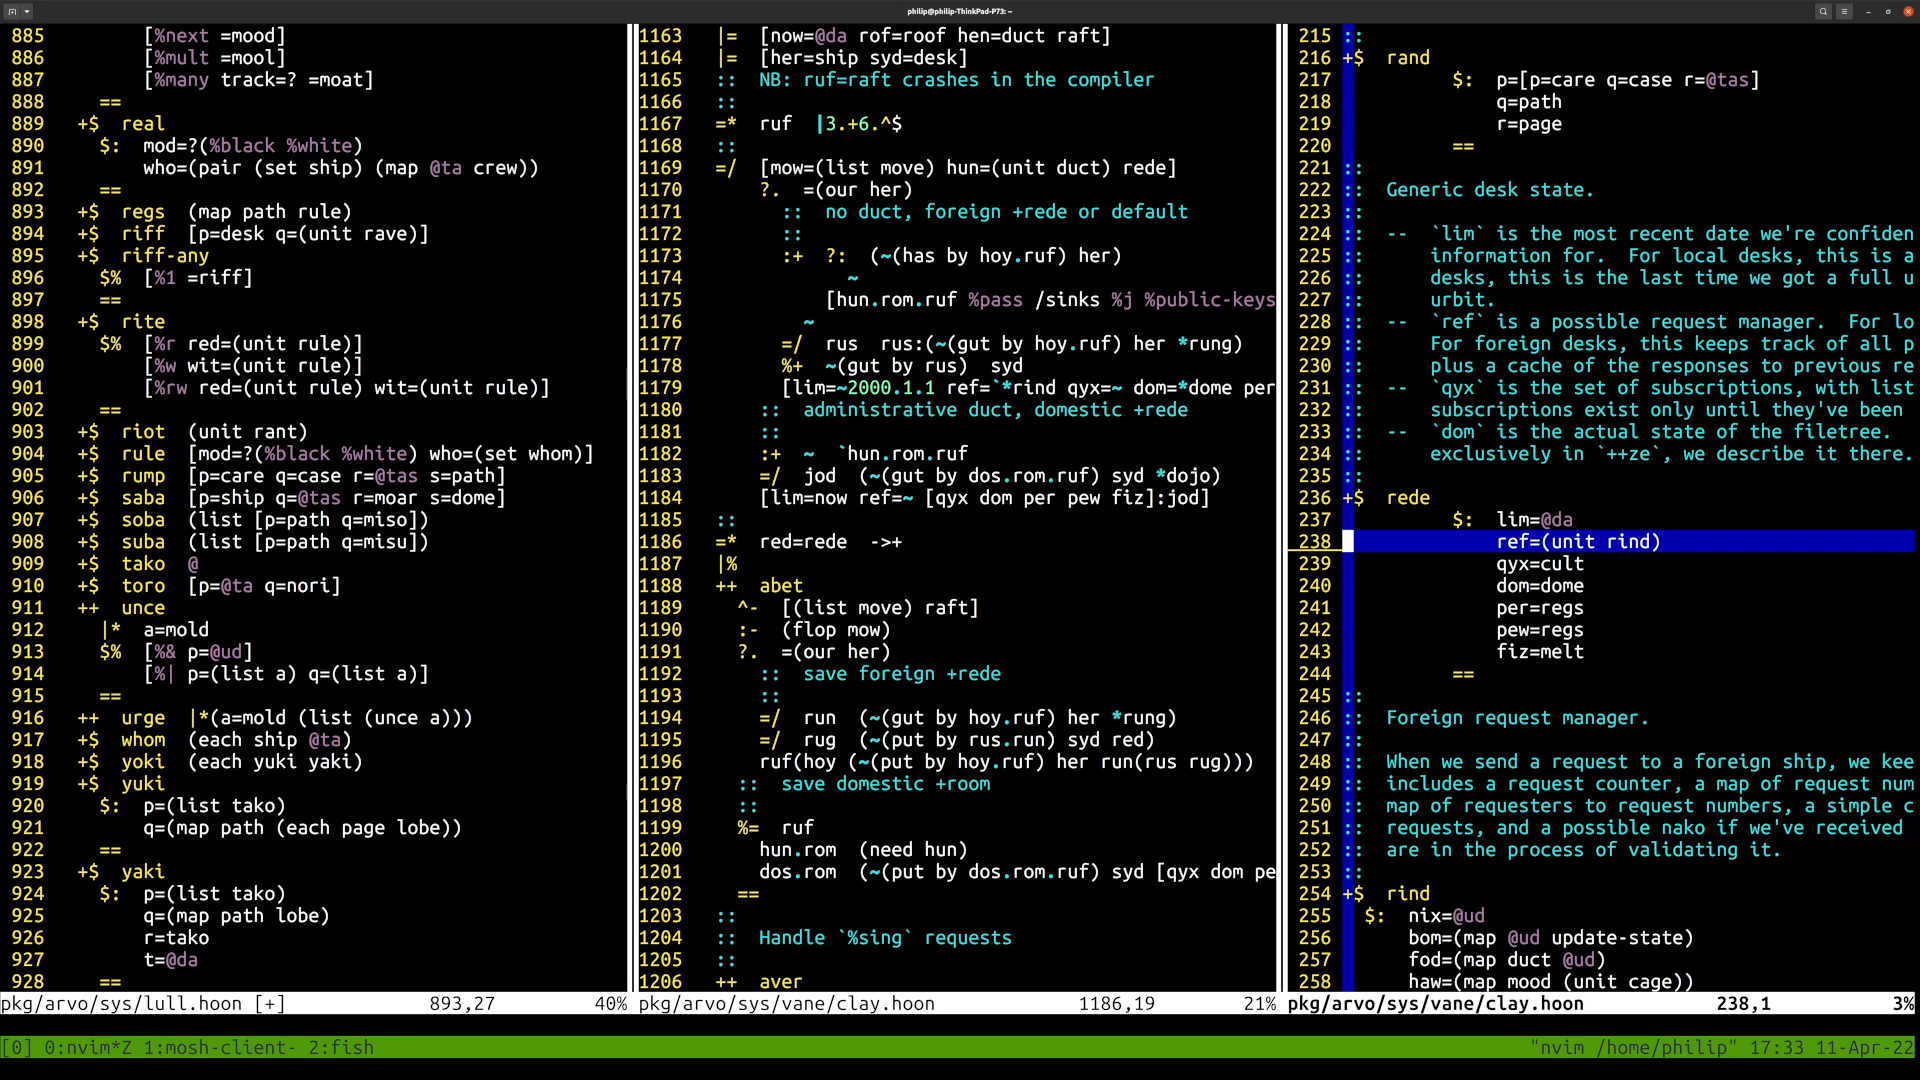 philip@philip-ThinkPad-P73: ~
885          [%next =mood]
886          [%mult =mool]
887          [%many track=? =moat]
888      ==
889    +$  real
890      $:  mod=?(%black %white)
891          who=(pair (set ship) (map @ta crew))
892      ==
893    +$  regs  (map path rule)
894    +$  riff  [p=desk q=(unit rave)]
895    +$  riff-any
896      $%  [%1 =riff]
897      ==
898    +$  rite
899      $%  [%r red=(unit rule)]
900          [%w wit=(unit rule)]
901          [%rw red=(unit rule) wit=(unit rule)]
902      ==
903    +$  riot  (unit rant)
904    +$  rule  [mod=?(%black %white) who=(set whom)]
905    +$  rump  [p=care q=case r=@tas s=path]
906    +$  saba  [p=ship q=@tas r=moar s=dome]
907    +$  soba  (list [p=path q=miso])
908    +$  suba  (list [p=path q=misu])
909    +$  tako  @
910    +$  toro  [p=@ta q=nori]
911    ++  unce
912      |*  a=mold
913      $%  [%& p=@ud]
914          [%| p=(list a) q=(list a)]
915      ==
916    ++  urge  |*(a=mold (list (unce a)))
917    +$  whom  (each ship @ta)
918    +$  yoki  (each yuki yaki)
919    +$  yuki
920      $:  p=(list tako)
921          q=(map path (each page lobe))
922      ==
923    +$  yaki
924      $:  p=(list tako)
925          q=(map path lobe)
926          r=tako
927          t=@da
928      ==
pkg/arvo/sys/lull.hoon [+]             893,27         40%
1163   |=  [now=@da rof=roof hen=duct raft]
1164   |=  [her=ship syd=desk]
1165   ::  NB: ruf=raft crashes in the compiler
1166   ::
1167   =*  ruf  |3.+6.^$
1168   ::
1169   =/  [mow=(list move) hun=(unit duct) rede]
1170       ?.  =(our her)
1171         ::  no duct, foreign +rede or default
1172         ::
1173         :+  ?:  (~(has by hoy.ruf) her)
1174               ~
1175             [hun.rom.ruf %pass /sinks %j %public-keys
1176           ~
1177         =/  rus  rus:(~(gut by hoy.ruf) her *rung)
1178         %+  ~(gut by rus)  syd
1179         [lim=~2000.1.1 ref=`*rind qyx=~ dom=*dome per
1180       ::  administrative duct, domestic +rede
1181       ::
1182       :+  ~  `hun.rom.ruf
1183       =/  jod  (~(gut by dos.rom.ruf) syd *dojo)
1184       [lim=now ref=~ [qyx dom per pew fiz]:jod]
1185   ::
1186   =*  red=rede  ->+
1187   |%
1188   ++  abet
1189     ^-  [(list move) raft]
1190     :-  (flop mow)
1191     ?.  =(our her)
1192       ::  save foreign +rede
1193       ::
1194       =/  run  (~(gut by hoy.ruf) her *rung)
1195       =/  rug  (~(put by rus.run) syd red)
1196       ruf(hoy (~(put by hoy.ruf) her run(rus rug)))
1197     ::  save domestic +room
1198     ::
1199     %=  ruf
1200       hun.rom  (need hun)
1201       dos.rom  (~(put by dos.rom.ruf) syd [qyx dom pe
1202     ==
1203   ::
1204   ::  Handle `%sing` requests
1205   ::
1206   ++  aver
pkg/arvo/sys/vane/clay.hoon             1186,19        21%
215 ::
216 +$  rand
217           $:  p=[p=care q=case r=@tas]
218               q=path
219               r=page
220           ==
221 ::
222 ::  Generic desk state.
223 ::
224 ::  --  `lim` is the most recent date we're confiden
225 ::      information for.  For local desks, this is a
226 ::      desks, this is the last time we got a full u
227 ::      urbit.
228 ::  --  `ref` is a possible request manager.  For lo
229 ::      For foreign desks, this keeps track of all p
230 ::      plus a cache of the responses to previous re
231 ::  --  `qyx` is the set of subscriptions, with list
232 ::      subscriptions exist only until they've been
233 ::  --  `dom` is the actual state of the filetree.
234 ::      exclusively in `++ze`, we describe it there.
235 ::
236 +$  rede
237           $:  lim=@da
238               ref=(unit rind)
239               qyx=cult
240               dom=dome
241               per=regs
242               pew=regs
243               fiz=melt
244           ==
245 ::
246 ::  Foreign request manager.
247 ::
248 ::  When we send a request to a foreign ship, we kee
249 ::  includes a request counter, a map of request num
250 ::  map of requesters to request numbers, a simple c
251 ::  requests, and a possible nako if we've received
252 ::  are in the process of validating it.
253 ::
254 +$  rind
255   $:  nix=@ud
256       bom=(map @ud update-state)
257       fod=(map duct @ud)
258       haw=(map mood (unit cage))
pkg/arvo/sys/vane/clay.hoon            238,1           3%
[0] 0:nvim*Z 1:mosh-client- 2:fish
"nvim /home/philip" 17:33 11-Apr-22